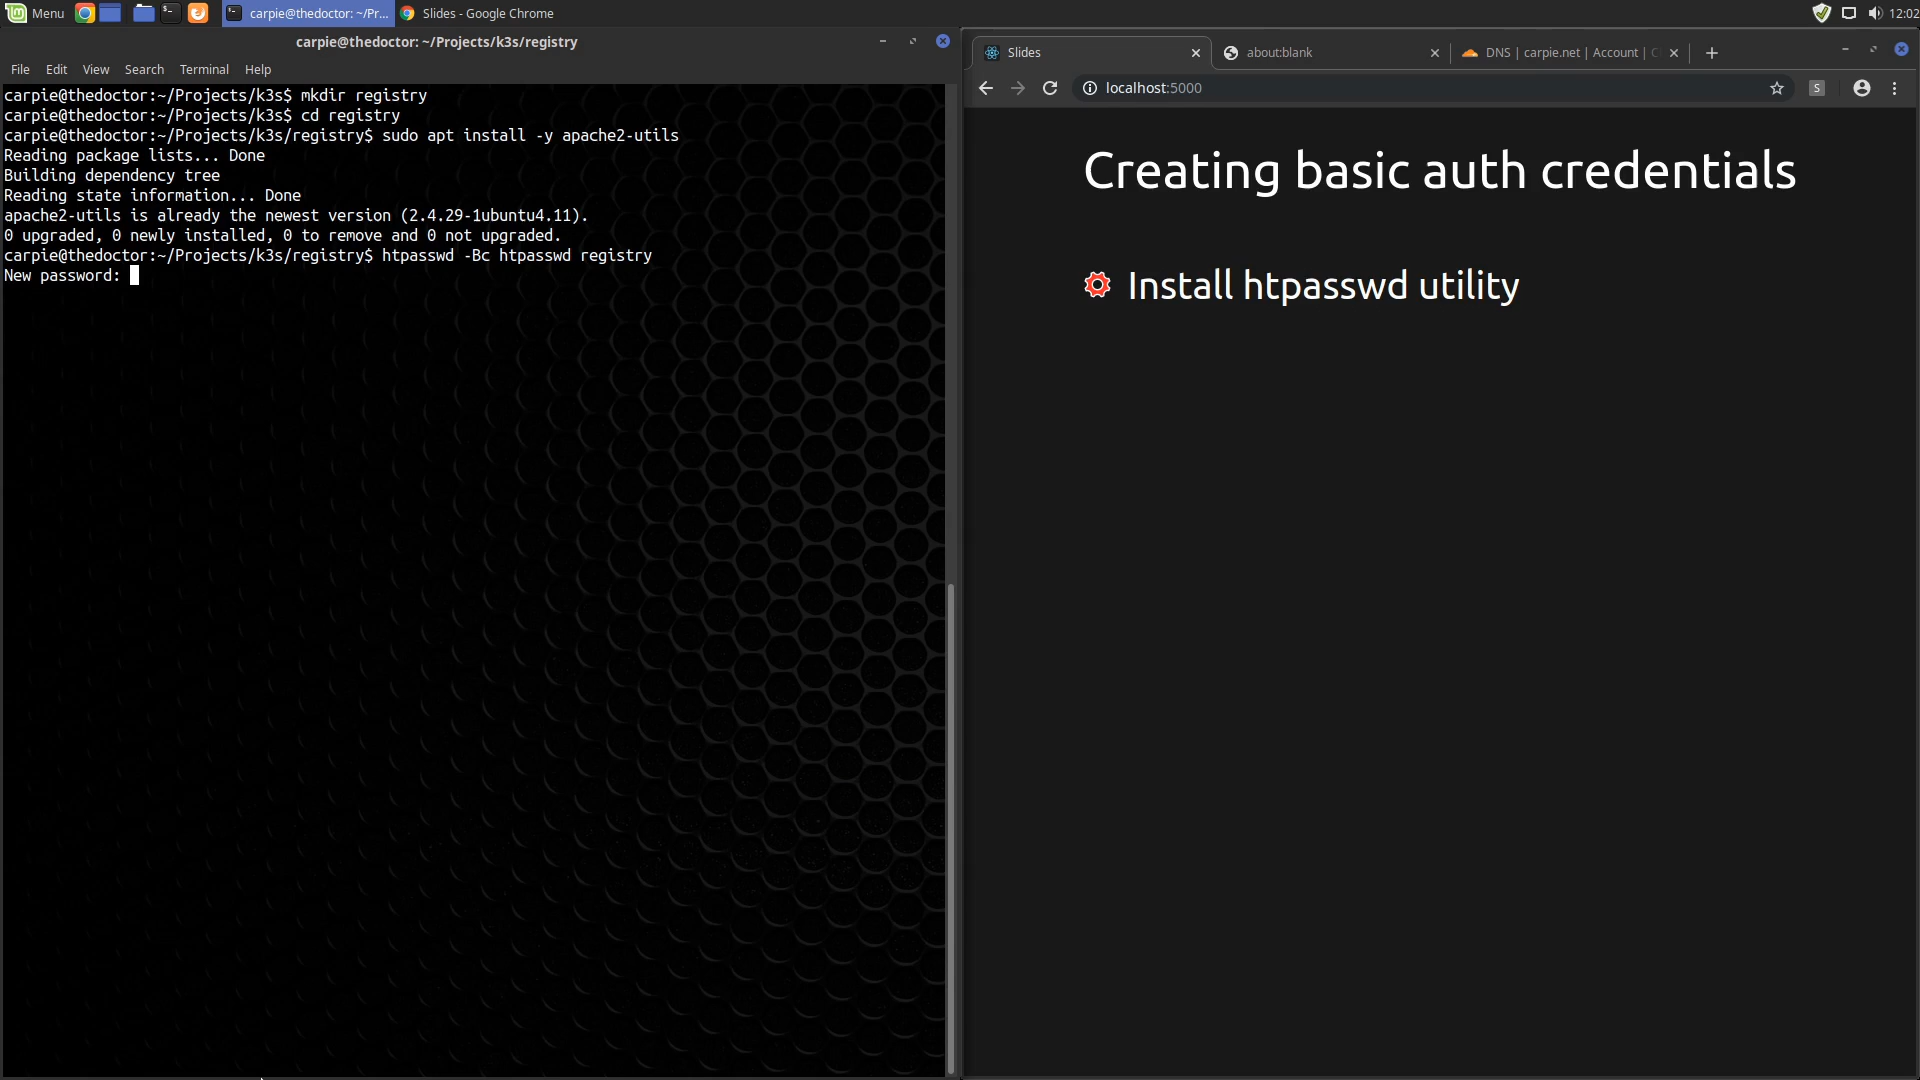 Menu
carpie@thedoctor: ~/Pr...
Slides - Google Chrome
12:02
carpie@thedoctor: ~/Projects/k3s/registry
File Edit View Search Terminal Help
carpie@thedoctor:~/Projects/k3s$ mkdir registry
carpie@thedoctor:~/Projects/k3s$ cd registry
carpie@thedoctor:~/Projects/k3s/registry$ sudo apt install -y apache2-utils
Reading package lists... Done
Building dependency tree
Reading state information... Done
apache2-utils is already the newest version (2.4.29-1ubuntu4.11).
0 upgraded, 0 newly installed, 0 to remove and 0 not upgraded.
carpie@thedoctor:~/Projects/k3s/registry$ htpasswd -Bc htpasswd registry
New password:
Slides
about:blank
DNS | carpie.net | Account |
localhost:5000
S
Creating basic auth credentials
Install htpasswd utility